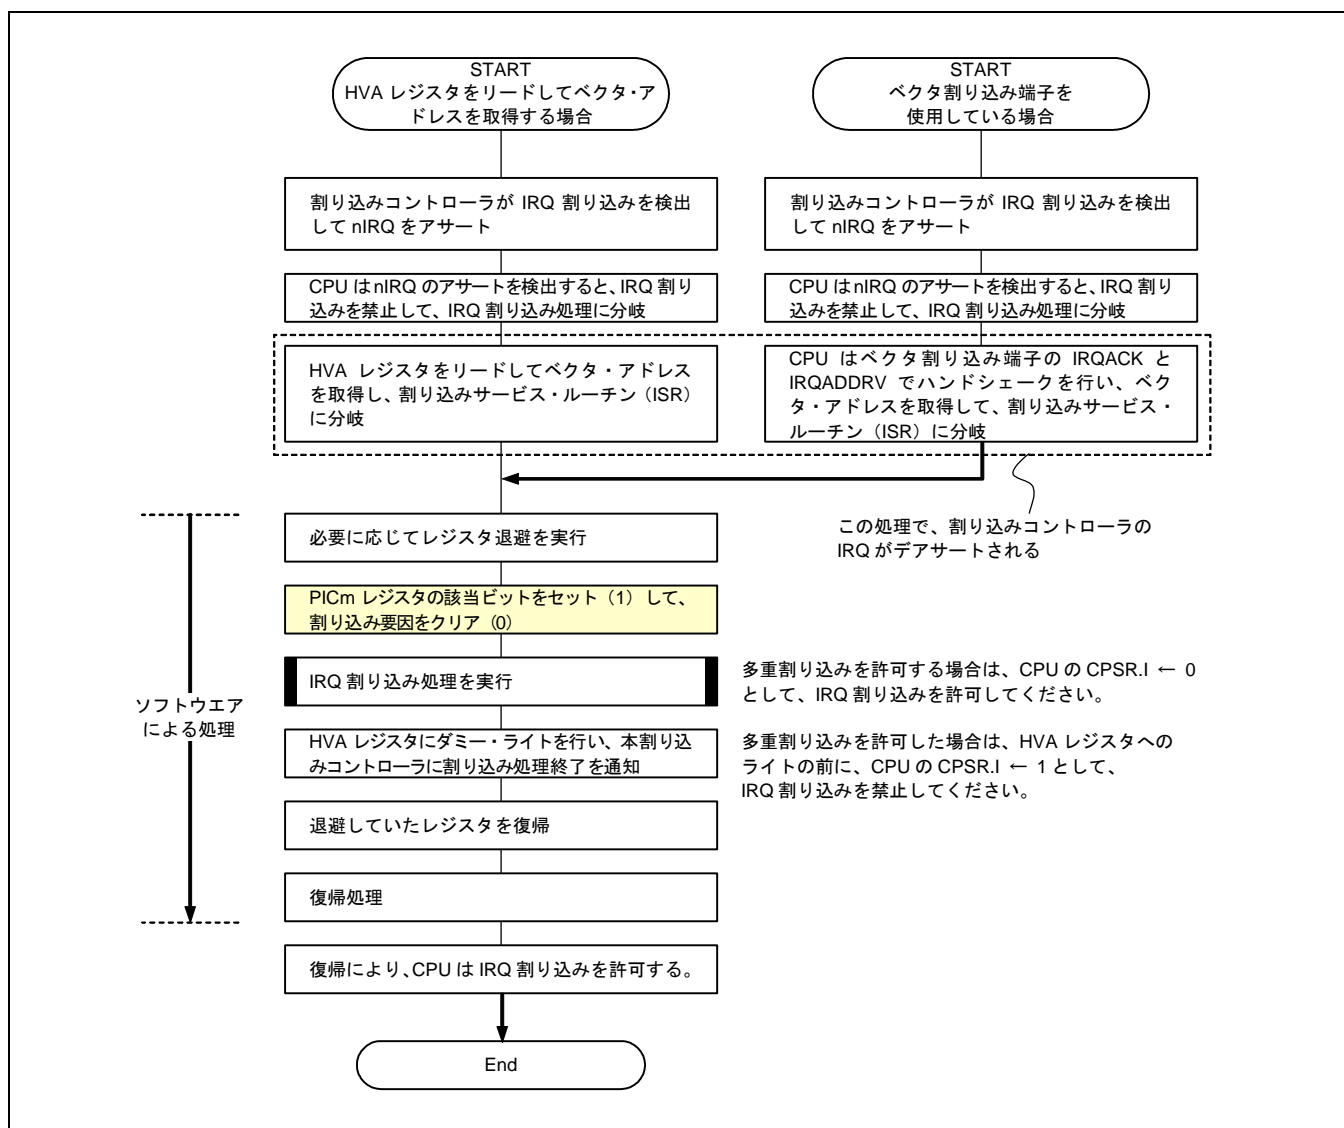 START
HVA レジスタをリードしてベクタ・ア
ドレスを取得する場合
START
ベクタ割り込み端子を
使用している場合
割り込みコントローラが IRQ 割り込みを検出
して nIRQ をアサート
割り込みコントローラが IRQ 割り込みを検出
して nIRQ をアサート
CPU は nIRQ のアサートを検出すると、IRQ 割り
込みを禁止して、IRQ 割り込み処理に分岐
CPU は nIRQ のアサートを検出すると、IRQ 割り
込みを禁止して、IRQ 割り込み処理に分岐
HVA レジスタをリードしてベクタ・アドレス
を取得し、割り込みサービス・ルーチン（ISR）
に分岐
CPU はベクタ割り込み端子の IRQACK と
IRQADDRV でハンドシェークを行い、ベク
タ・アドレスを取得して、割り込みサービス・
ルーチン（ISR）に分岐
この処理で、割り込みコントローラの
IRQ がデアサートされる
必要に応じてレジスタ退避を実行
PICm レジスタの該当ビットをセット（1）して、
割り込み要因をクリア（0）
IRQ 割り込み処理を実行
多重割り込みを許可する場合は、CPU の CPSR.I ← 0
として、IRQ 割り込みを許可してください。
ソフトウエア
による処理
HVA レジスタにダミー・ライトを行い、本割り込
みコントローラに割り込み処理終了を通知
多重割り込みを許可した場合は、HVA レジスタへの
ライトの前に、CPU の CPSR.I ← 1 として、
IRQ 割り込みを禁止してください。
退避していたレジスタを復帰
復帰処理
復帰により、CPU は IRQ 割り込みを許可する。
End